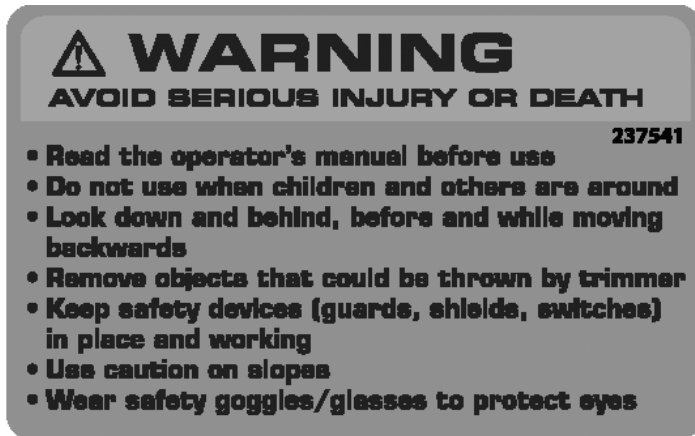 WARNING
AVOID SERIOUS INJURY OR DEATH
237541
• Read the operator's manual before use
• Do not use when children and others are around
• Look down and behind, before and while moving
backwards
• Remove objects that could be thrown by trimmer
• Keep safety devices (guards, shields, switches)
in place and working
• Use caution on slopes
• Wear safety goggles/glasses to protect eyes